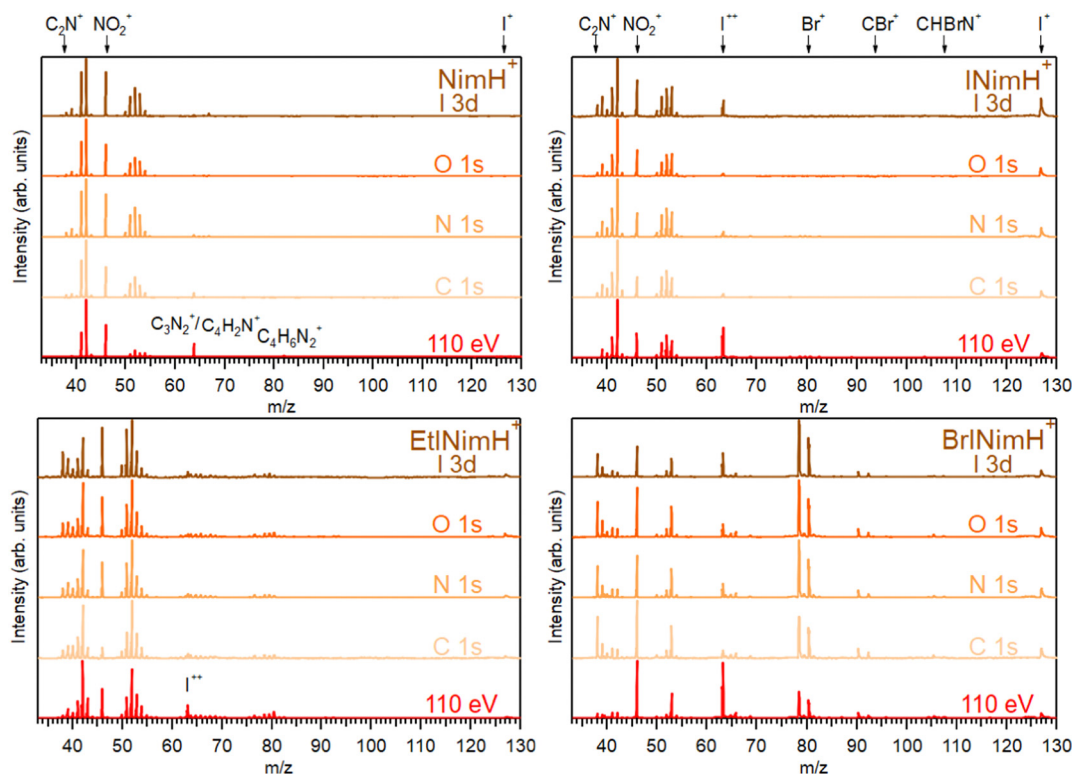 C₂N⁺ NO₂⁺ I⁺
C₂N⁺ NO₂⁺ I⁺⁺ Br⁺ CBr⁺ CHBrN⁺ I⁺
Intensity (arb. units)
NimH⁺
I 3d
O 1s
N 1s
C 1s
C₃N₂⁺/C₄H₂N⁺ C₄H₆N₂⁺
110 eV
40 50 60 70 80 90 100 110 120 130
m/z
Intensity (arb. units)
INimH⁺
I 3d
O 1s
N 1s
C 1s
110 eV
40 50 60 70 80 90 100 110 120 130
m/z
Intensity (arb. units)
EtINimH⁺
I 3d
O 1s
N 1s
C 1s
I⁺⁺
110 eV
40 50 60 70 80 90 100 110 120 130
m/z
Intensity (arb. units)
BrINimH⁺
I 3d
O 1s
N 1s
C 1s
110 eV
40 50 60 70 80 90 100 110 120 130
m/z